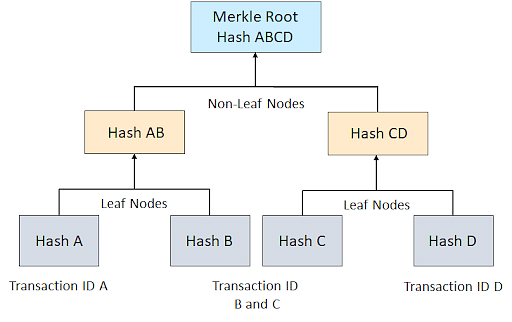 Merkle Root
Hash ABCD
Non-Leaf Nodes
Hash AB
Hash CD
Leaf Nodes
Leaf Nodes
Hash A
Hash B
Hash C
Hash D
Transaction ID A
Transaction ID
B and C
Transaction ID D